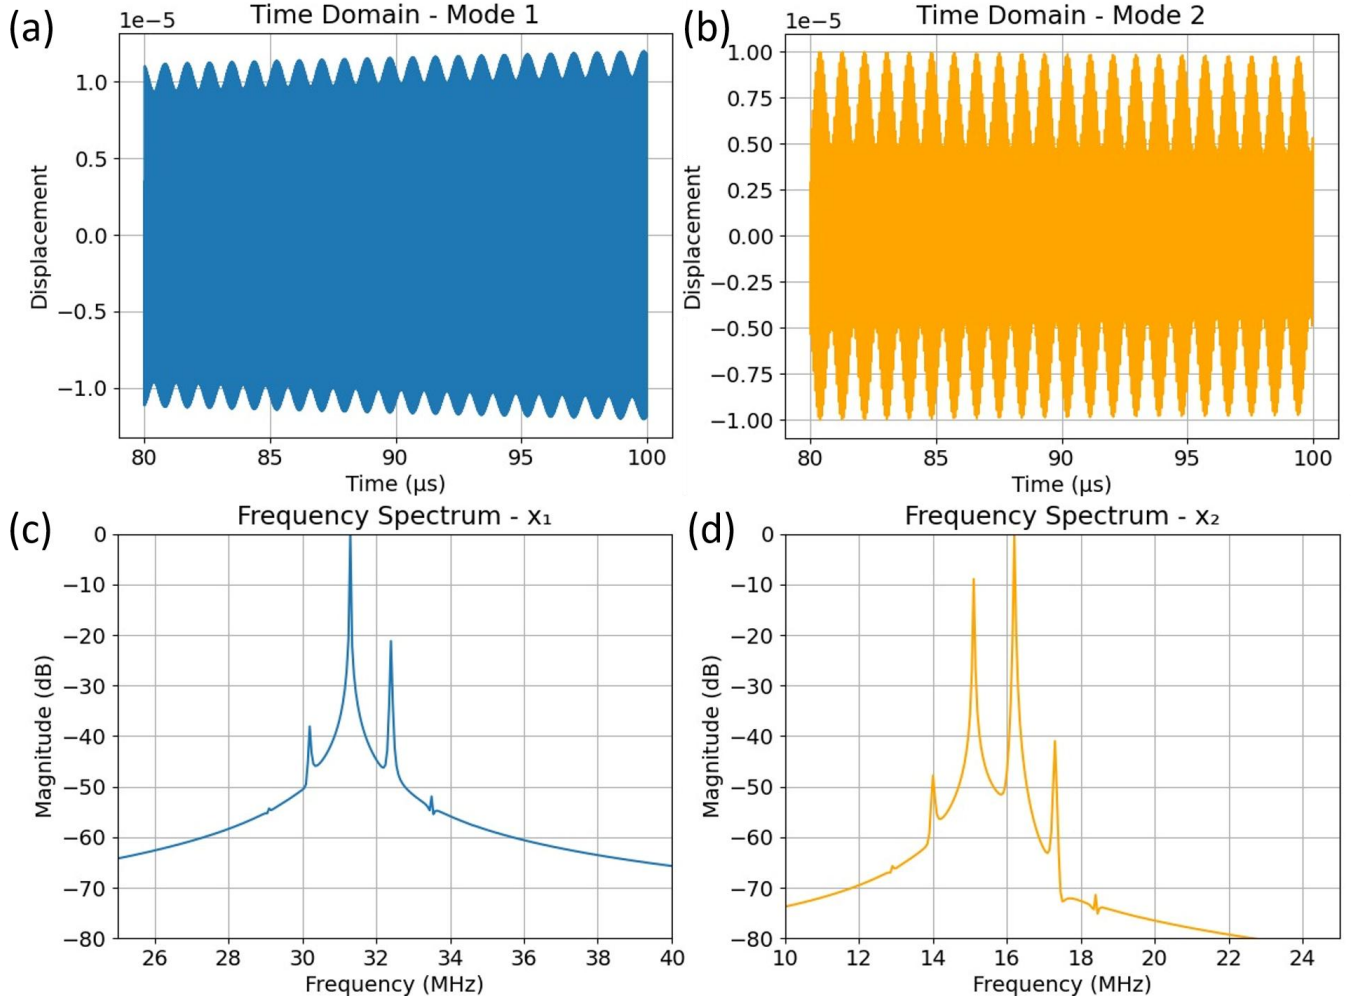 (a)
Time Domain - Mode 1
1e−5
1.0
0.5
0.0
−0.5
−1.0
Displacement
80 85 90 95 100
Time (μs)
(b)
Time Domain - Mode 2
1e−5
1.00
0.75
0.50
0.25
0.00
−0.25
−0.50
−0.75
−1.00
Displacement
80 85 90 95 100
Time (μs)
(c)
Frequency Spectrum - x₁
0
−10
−20
−30
−40
−50
−60
−70
−80
Magnitude (dB)
26 28 30 32 34 36 38 40
Frequency (MHz)
(d)
Frequency Spectrum - x₂
0
−10
−20
−30
−40
−50
−60
−70
−80
Magnitude (dB)
10 12 14 16 18 20 22 24
Frequency (MHz)